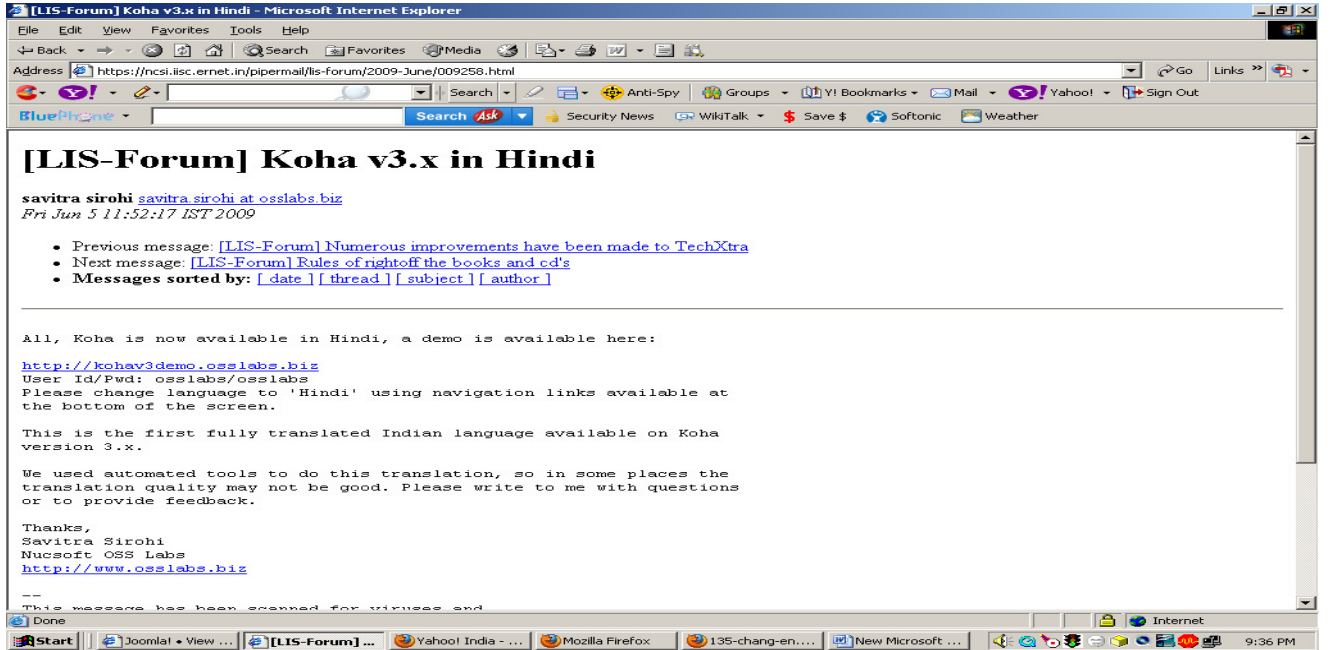 [LIS-Forum] Koha v3.x in Hindi - Microsoft Internet Explorer
File Edit View Favorites Tools Help
Back Search Favorites Media
Address https://ncsi.iisc.ernet.in/pipermail/lis-forum/2009-June/009258.html Go Links »
Y! Search Anti-Spy Groups Y! Bookmarks Mail Yahoo! Sign Out
BluePhone Search Ask Security News WikiTalk Save $ Softonic Weather
[LIS-Forum] Koha v3.x in Hindi
savitra sirohi savitra.sirohi at osslabs.biz
Fri Jun 5 11:52:17 IST 2009
• Previous message: [LIS-Forum] Numerous improvements have been made to TechXtra
• Next message: [LIS-Forum] Rules of rightoff the books and cd's
• Messages sorted by: [ date ] [ thread ] [ subject ] [ author ]
All, Koha is now available in Hindi, a demo is available here:
http://kohav3demo.osslabs.biz
User Id/Pwd: osslabs/osslabs
Please change language to 'Hindi' using navigation links available at
the bottom of the screen.
This is the first fully translated Indian language available on Koha
version 3.x.
We used automated tools to do this translation, so in some places the
translation quality may not be good. Please write to me with questions
or to provide feedback.
Thanks,
Savitra Sirohi
Nucsoft OSS Labs
http://www.osslabs.biz
--
This message has been scanned for viruses and
Done Internet
Start Joomla! • View ... [LIS-Forum] ... Yahoo! India - ... Mozilla Firefox 135-chang-en.... New Microsoft ... 9:36 PM